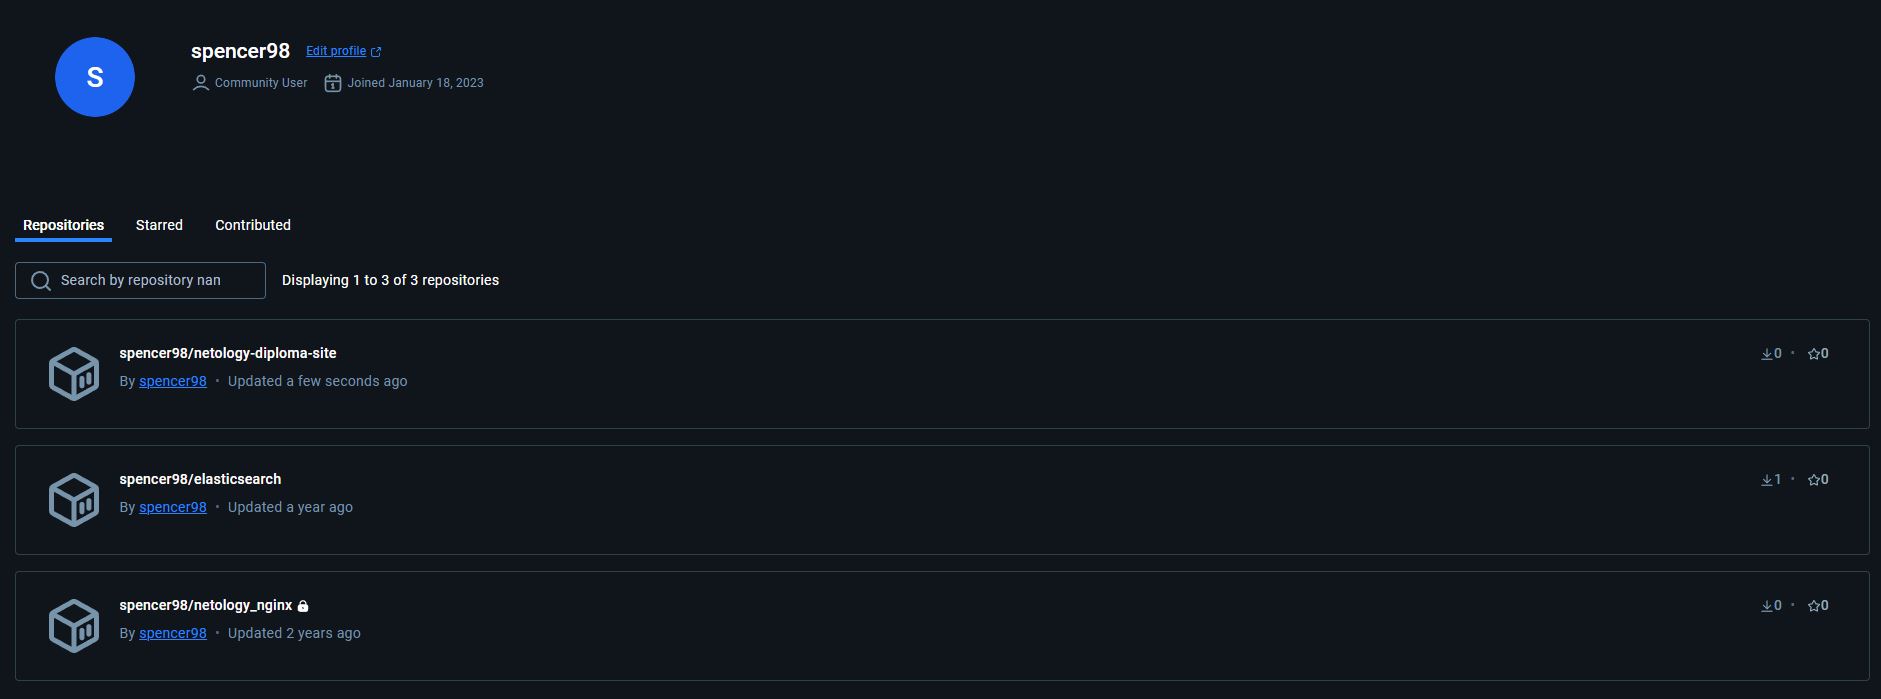 S
spencer98 Edit profile
Community User Joined January 18, 2023
Repositories Starred Contributed
Search by repository nan Displaying 1 to 3 of 3 repositories
spencer98/netology-diploma-site 0 · 0
By spencer98 · Updated a few seconds ago
spencer98/elasticsearch 1 · 0
By spencer98 · Updated a year ago
spencer98/netology_nginx 0 · 0
By spencer98 · Updated 2 years ago